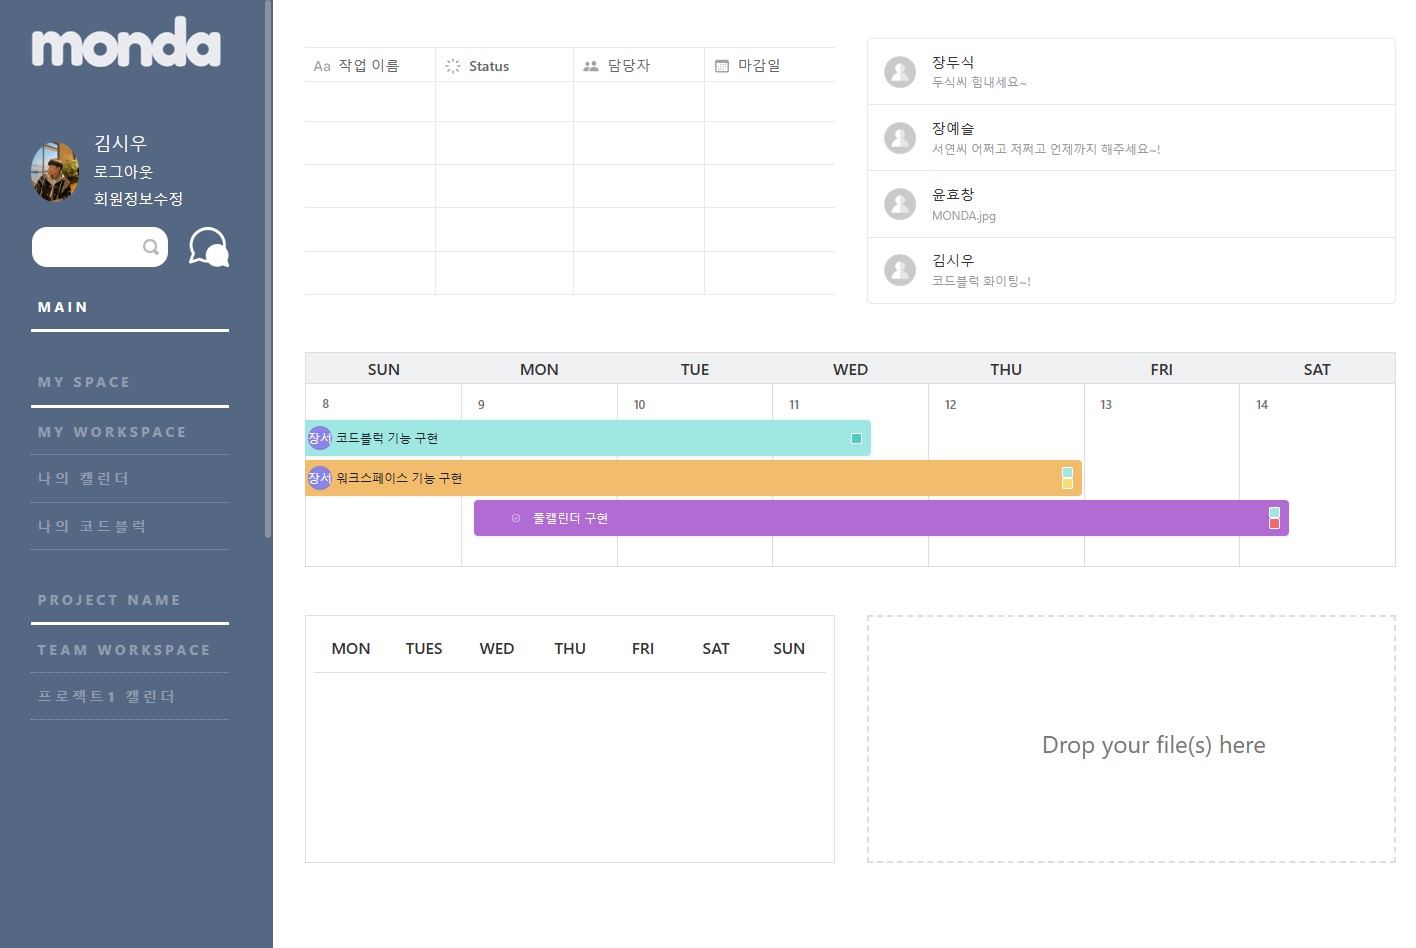 monda
김시우
로그아웃
회원정보수정
MAIN
MY SPACE
MY WORKSPACE
나의 캘린더
나의 코드블럭
PROJECT NAME
TEAM WORKSPACE
프로젝트1 캘린더
Aa 작업 이름 Status 담당자 마감일
장두식
두식씨 힘내세요~
장예슬
서연씨 어쩌고 저쩌고 언제까지 해주세요~!
윤효창
MONDA.jpg
김시우
코드블럭 화이팅~!
SUN MON TUE WED THU FRI SAT
8 9 10 11 12 13 14
장서 코드블럭 기능 구현
장서 워크스페이스 기능 구현
풀캘린더 구현
MON TUES WED THU FRI SAT SUN
Drop your file(s) here